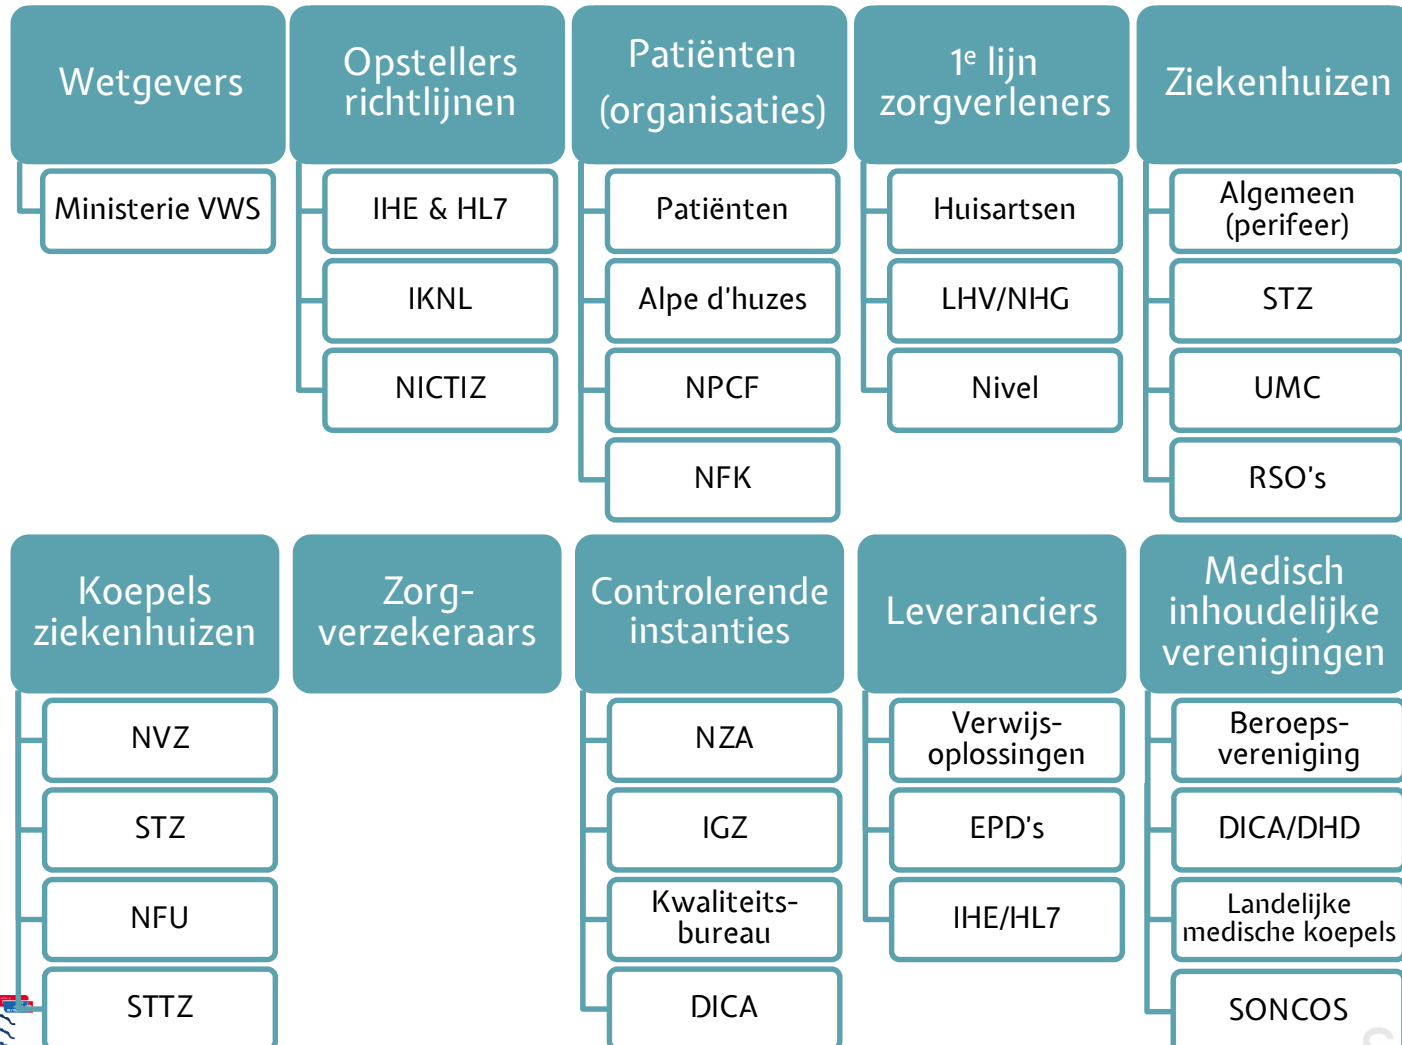 Wetgevers
Ministerie VWS
Opstellers
richtlijnen
IHE & HL7
IKNL
NICTIZ
Patiënten
(organisaties)
Patiënten
Alpe d'huzes
NPCF
NFK
1e lijn
zorgverleners
Huisartsen
LHV/NHG
Nivel
Ziekenhuizen
Algemeen
(perifeer)
STZ
UMC
RSO's
Koepels
ziekenhuizen
NVZ
STZ
NFU
STTZ
Zorg-
verzekeraars
Controlerende
instanties
NZA
IGZ
Kwaliteits-
bureau
DICA
Leveranciers
Verwijs-
oplossingen
EPD's
IHE/HL7
Medisch
inhoudelijke
verenigingen
Beroeps-
vereniging
DICA/DHD
Landelijke
medische koepels
SONCOS